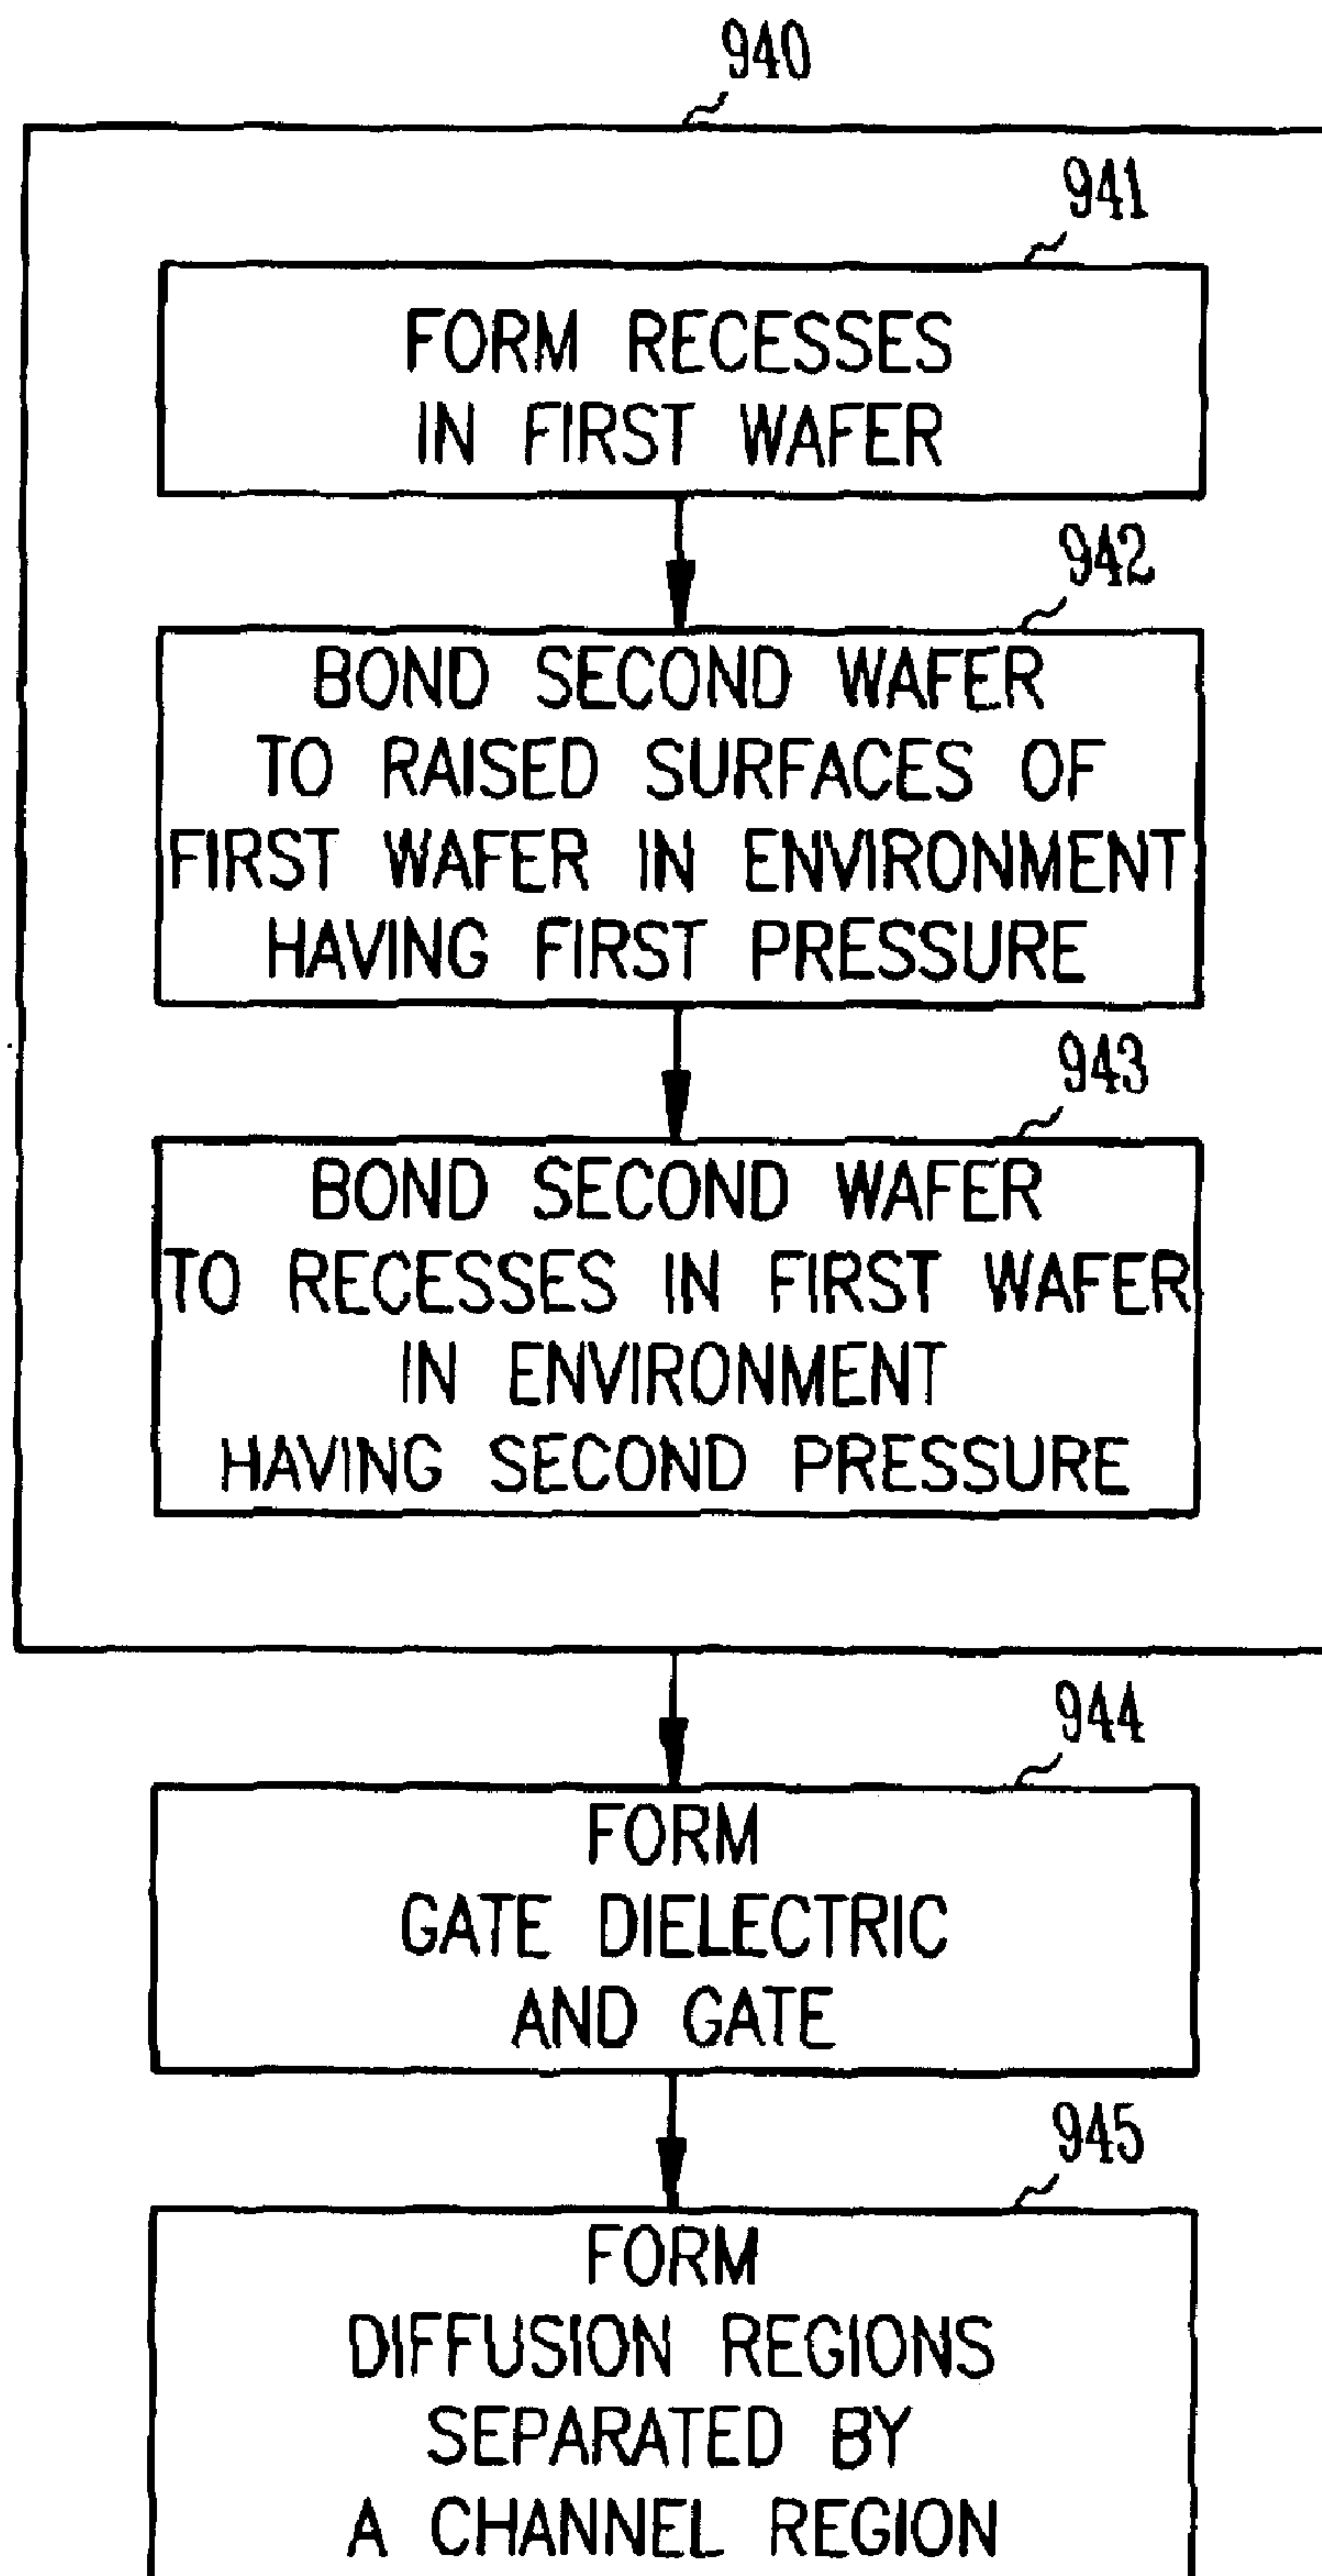 940
941
FORM RECESSES
IN FIRST WAFER
942
BOND SECOND WAFER
TO RAISED SURFACES OF
FIRST WAFER IN ENVIRONMENT
HAVING FIRST PRESSURE
943
BOND SECOND WAFER
TO RECESSES IN FIRST WAFER
IN ENVIRONMENT
HAVING SECOND PRESSURE
944
FORM
GATE DIELECTRIC
AND GATE
945
FORM
DIFFUSION REGIONS
SEPARATED BY
A CHANNEL REGION